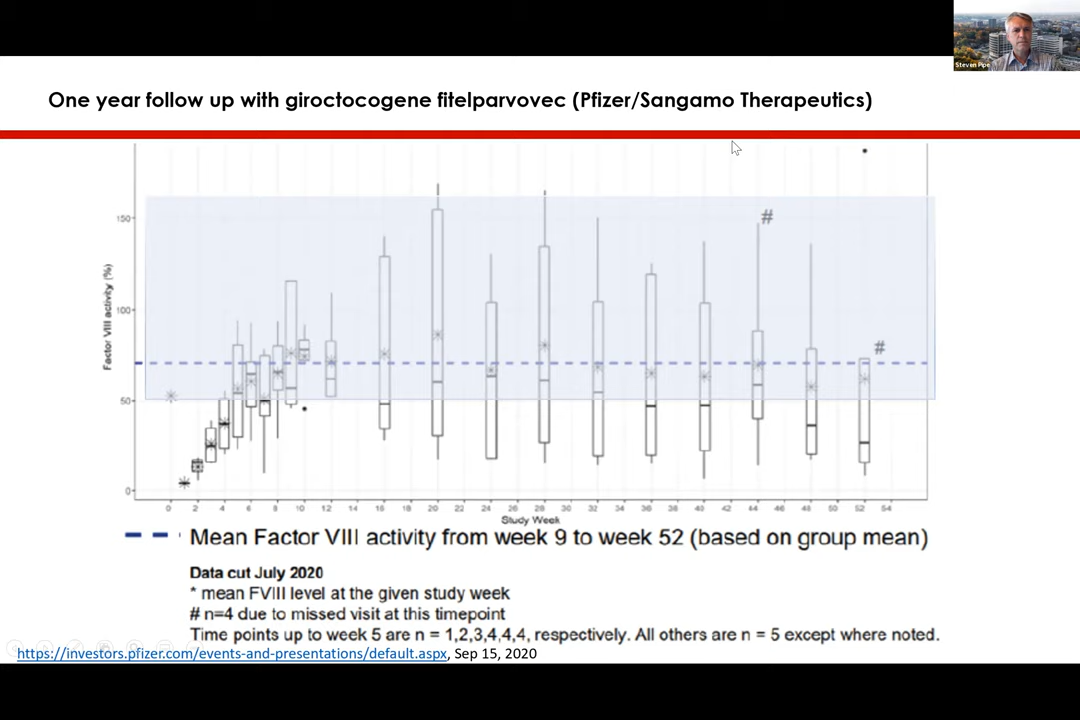 Steven Pipe
One year follow up with giroctocogene fitelparvovec (Pfizer/Sangamo Therapeutics)
Factor VIII activity (%)
150
100
50
0
#
#
0 2 4 6 8 10 12 14 16 18 20 22 24 26 28 30 32 34 36 38 40 42 44 46 48 50 52 54
Study Week
Mean Factor VIII activity from week 9 to week 52 (based on group mean)
Data cut July 2020
* mean FVIII level at the given study week
# n=4 due to missed visit at this timepoint
Time points up to week 5 are n = 1,2,3,4,4,4, respectively. All others are n = 5 except where noted.
https://investors.pfizer.com/events-and-presentations/default.aspx, Sep 15, 2020